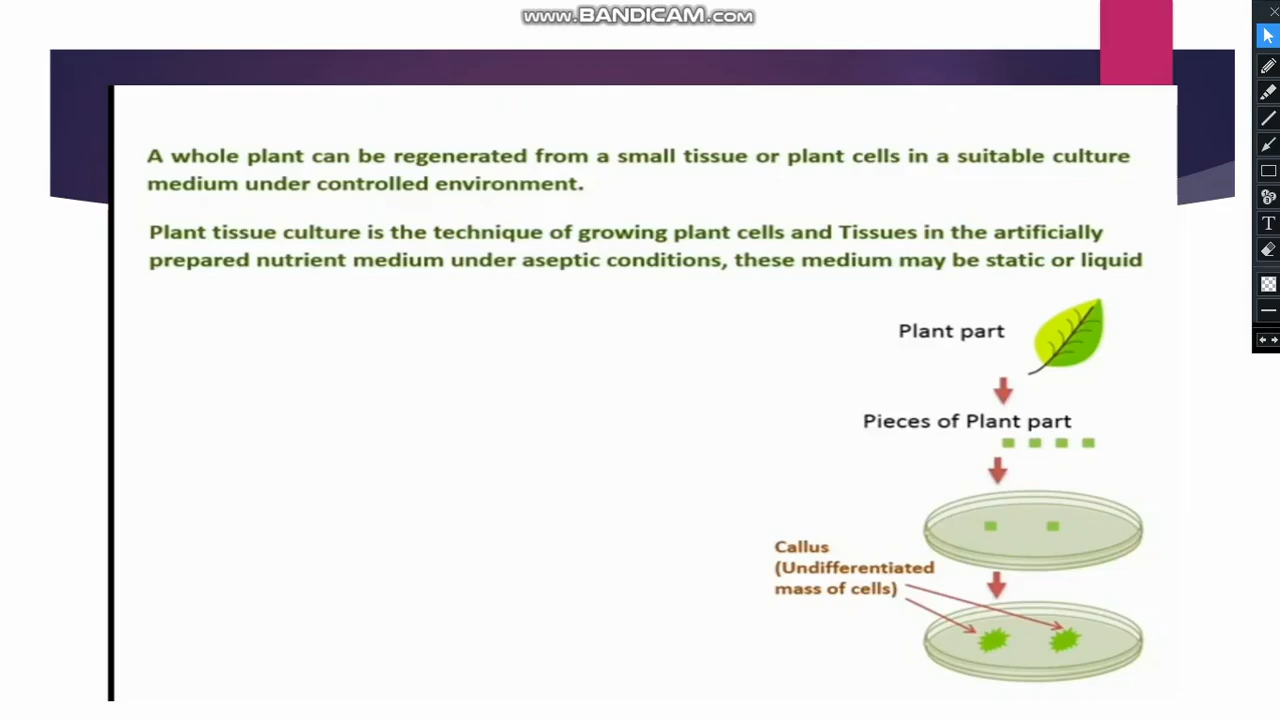 www.BANDICAM.com
A whole plant can be regenerated from a small tissue or plant cells in a suitable culture
medium under controlled environment.
Plant tissue culture is the technique of growing plant cells and Tissues in the artificially
prepared nutrient medium under aseptic conditions, these medium may be static or liquid
Plant part
Pieces of Plant part
Callus
(Undifferentiated
mass of cells)